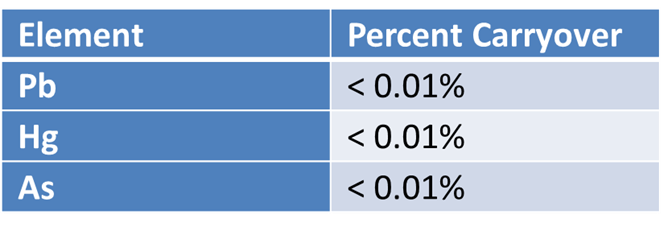 Element Percent Carryover
Pb < 0.01%
Hg < 0.01%
As < 0.01%